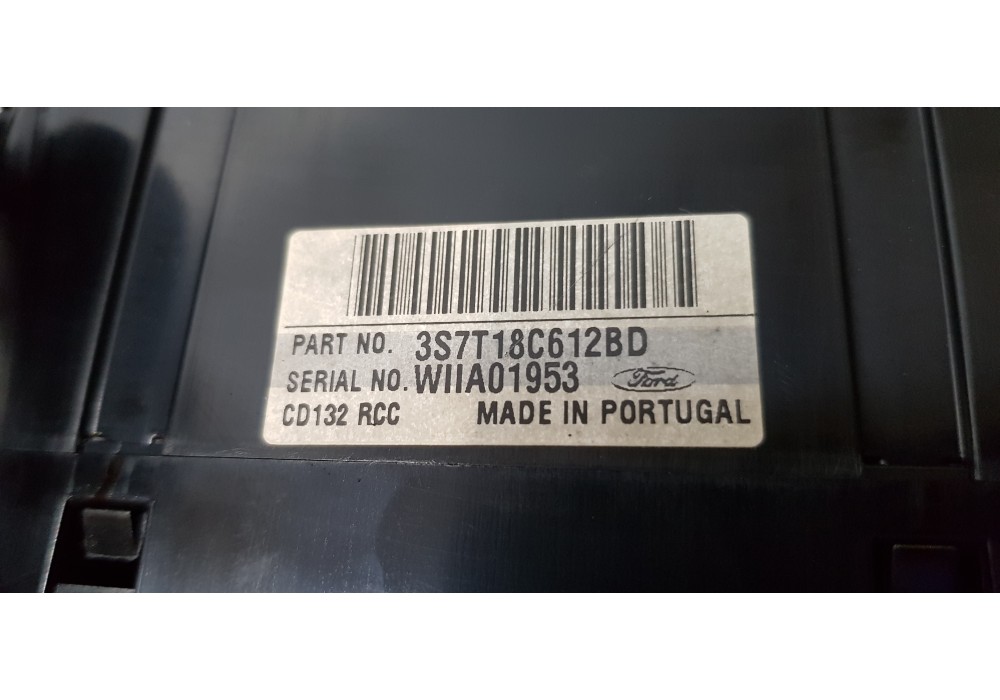 PART NO. 3S7T18C612BD
SERIAL NO. WIIA01953 Ford
CD132 RCC MADE IN PORTUGAL